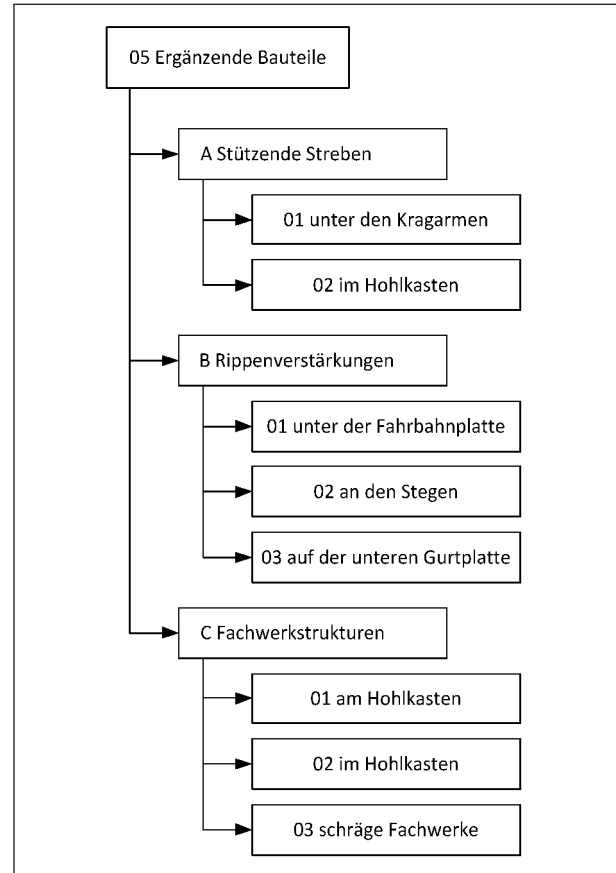 05 Ergänzende Bauteile
A Stützende Streben
01 unter den Kragarmen
02 im Hohlkasten
B Rippenverstärkungen
01 unter der Fahrbahnplatte
02 an den Stegen
03 auf der unteren Gurtplatte
C Fachwerkstrukturen
01 am Hohlkasten
02 im Hohlkasten
03 schräge Fachwerke